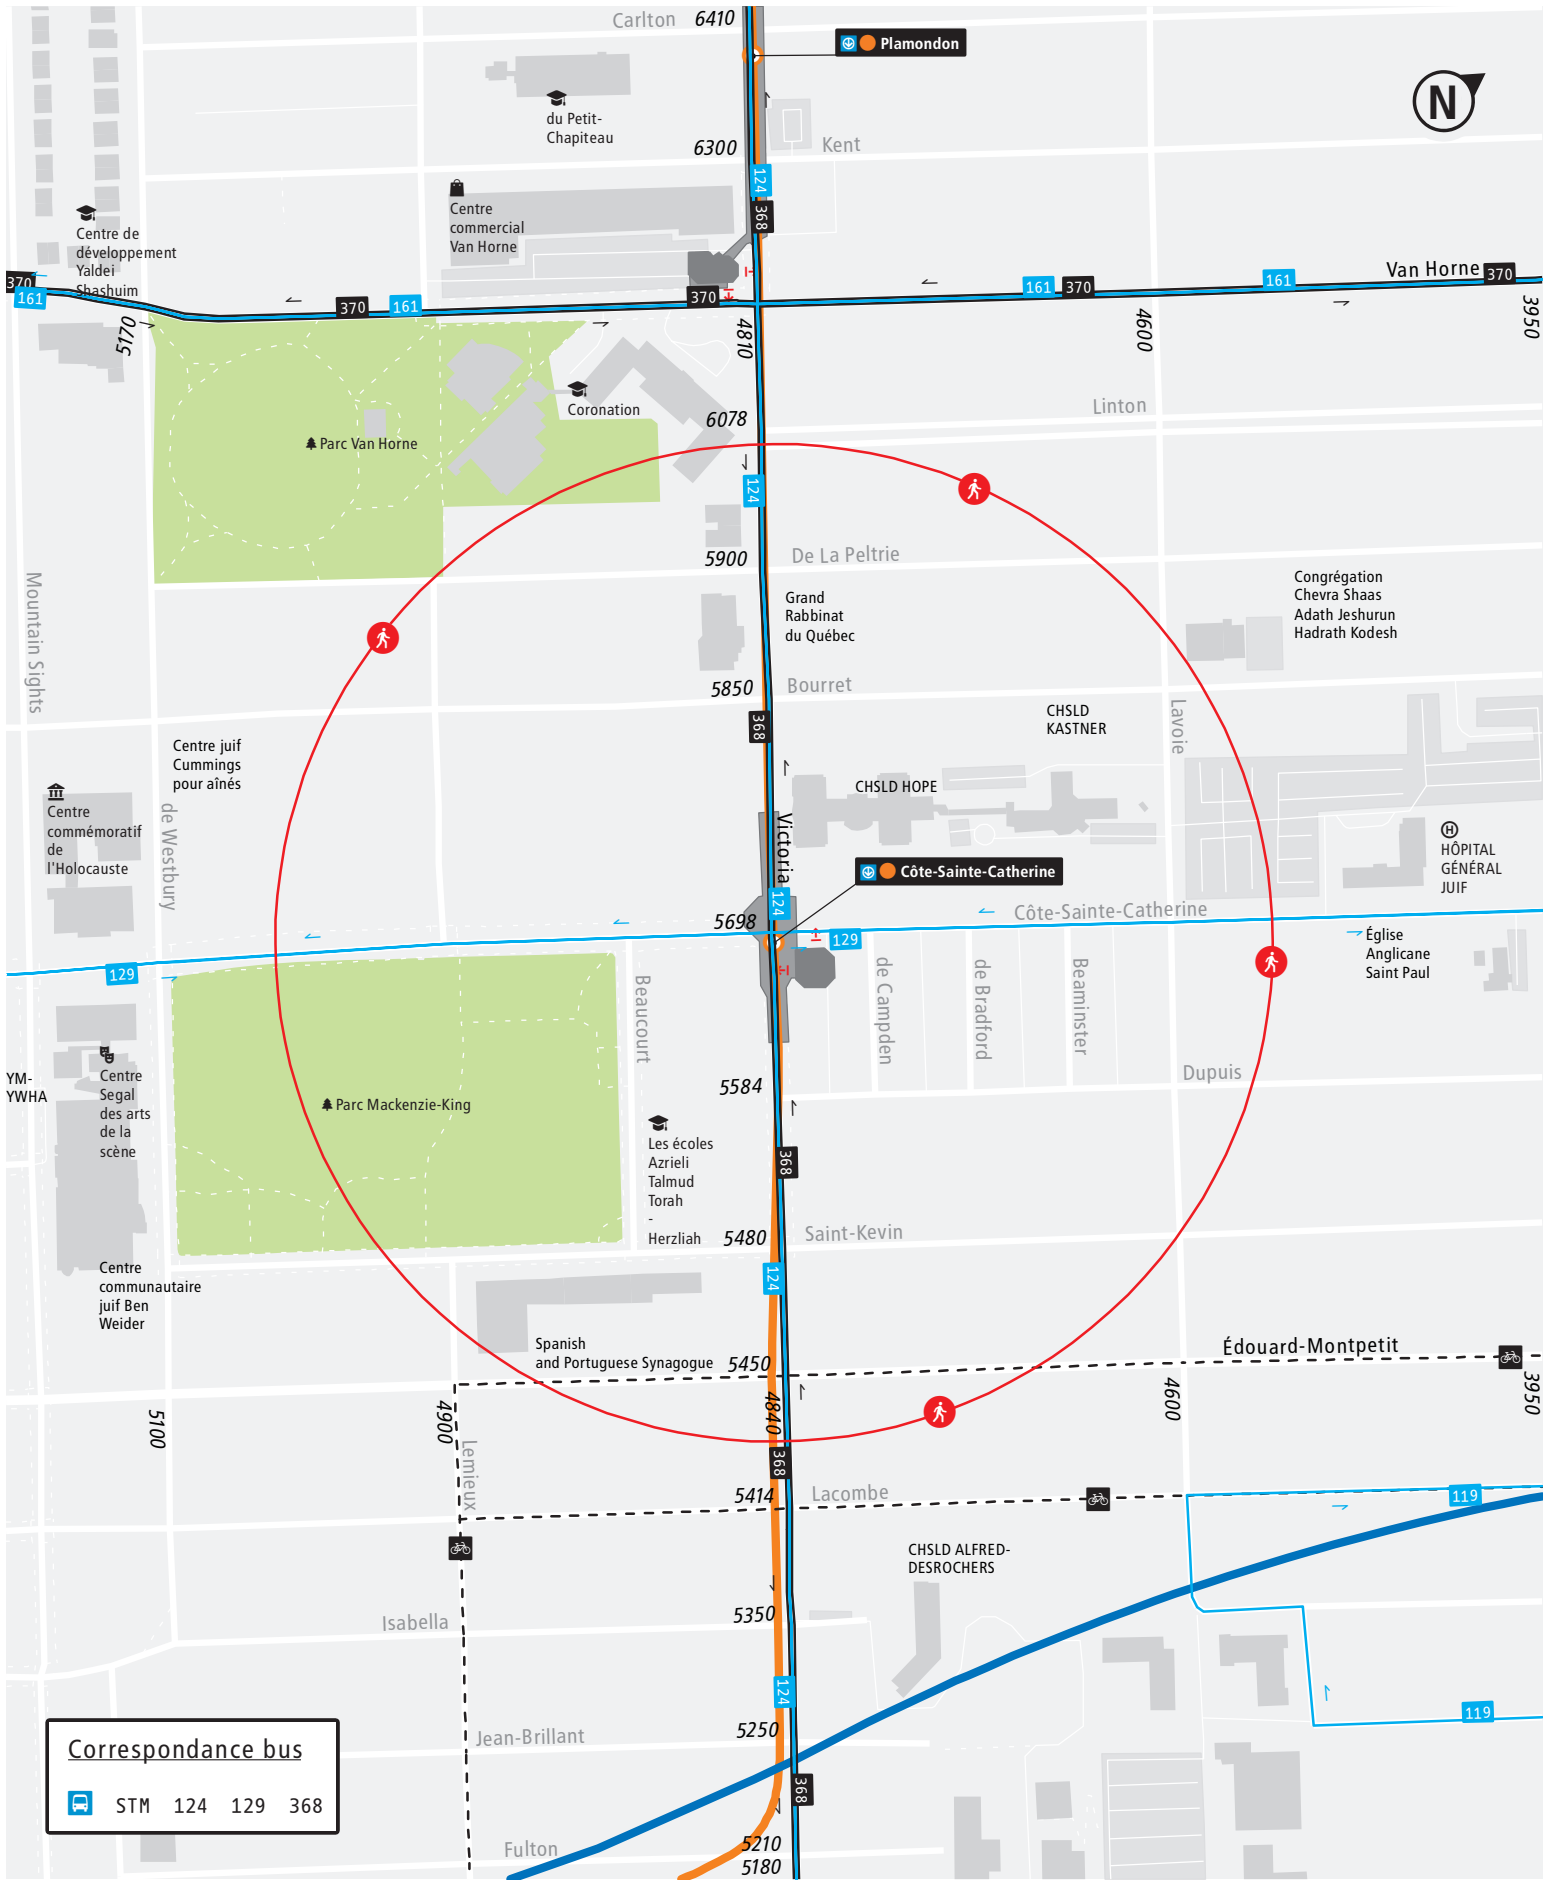 Carlton
6410
Plamondon
N
du Petit-
Chapiteau
6300
Kent
124
368
Centre
commercial
Van Horne
Centre de
développement
Yaldei
Shashuim
370
161
370
161
370
161
370
161
Van Horne
370
5170
4810
4600
3950
Coronation
6078
Linton
Parc Van Horne
124
5900
De La Peltrie
Mountain Sights
Grand
Rabbinat
du Québec
Congrégation
Chevra Shaas
Adath Jeshurun
Hadrath Kodesh
5850
Bourret
368
Lavoie
CHSLD
KASTNER
Centre juif
Cummings
pour aînés
CHSLD HOPE
Centre
commémoratif
de
l'Holocauste
de Westbury
Victoria
H
HÔPITAL
GÉNÉRAL
JUIF
Côte-Sainte-Catherine
124
5698
Côte-Sainte-Catherine
129
129
Église
Anglicane
Saint Paul
Beaucourt
de Campden
de Bradford
Beaminster
YM-
YWHA
Centre
Segal
des arts
de la
scène
5584
Dupuis
Parc Mackenzie-King
Les écoles
Azrieli
Talmud
Torah
-
Herzliah
368
5480
Saint-Kevin
124
Centre
communautaire
juif Ben
Weider
Spanish
and Portuguese Synagogue
5450
Édouard-Montpetit
5100
4900
4840
4600
3950
Lemieux
368
5414
Lacombe
119
CHSLD ALFRED-
DESROCHERS
Isabella
5350
124
119
Jean-Brillant
5250
368
Correspondance bus
STM 124 129 368
Fulton
5210
5180